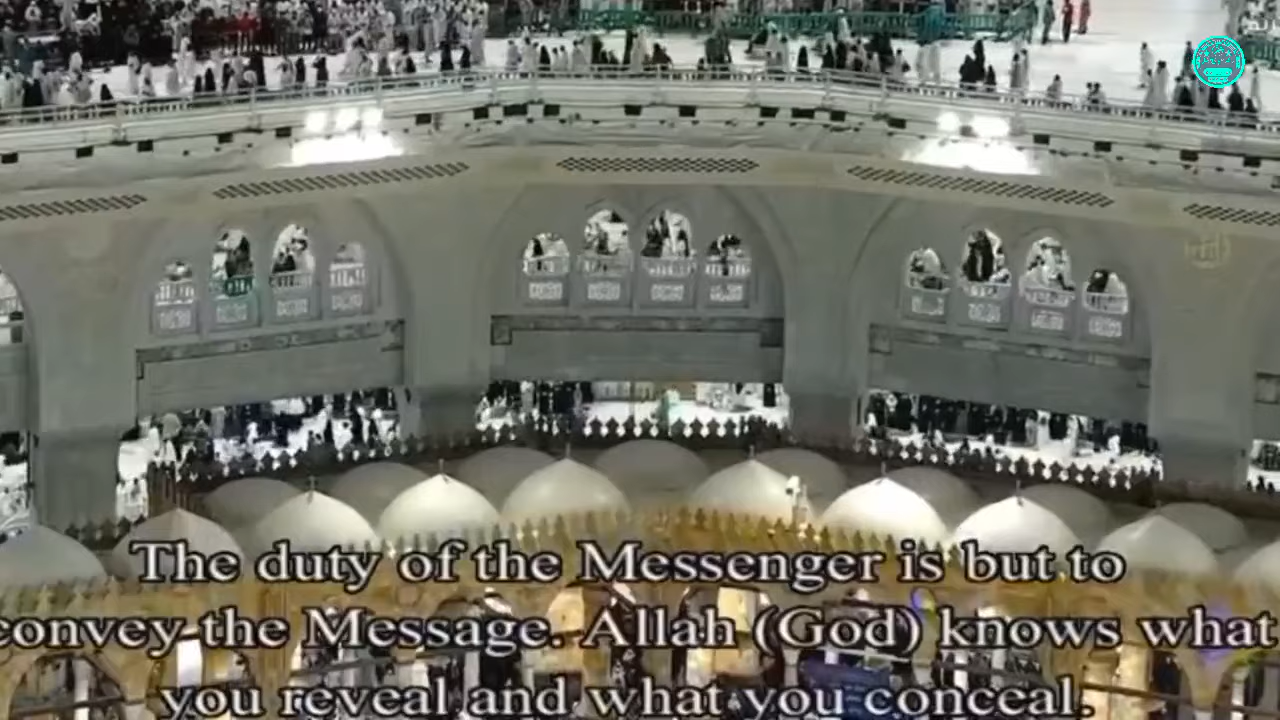 The duty of the Messenger is but to
convey the Message. Allah (God) knows what
you reveal and what you conceal.